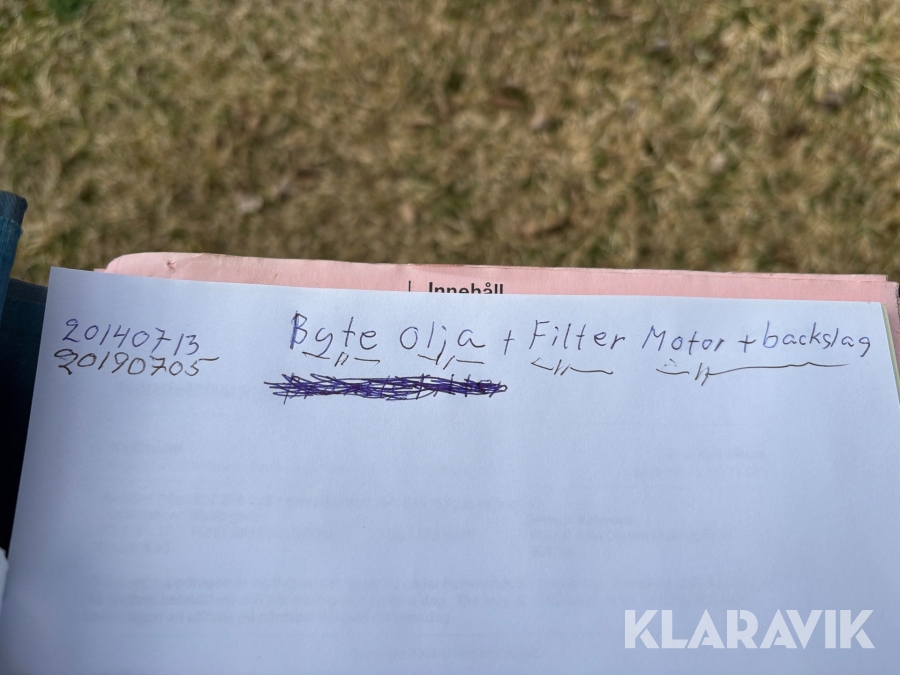 Innehåll
20140713 Byte Olja + Filter Motor + backslag
20190705 —"— —"— —"— —"—
KLARAVIK